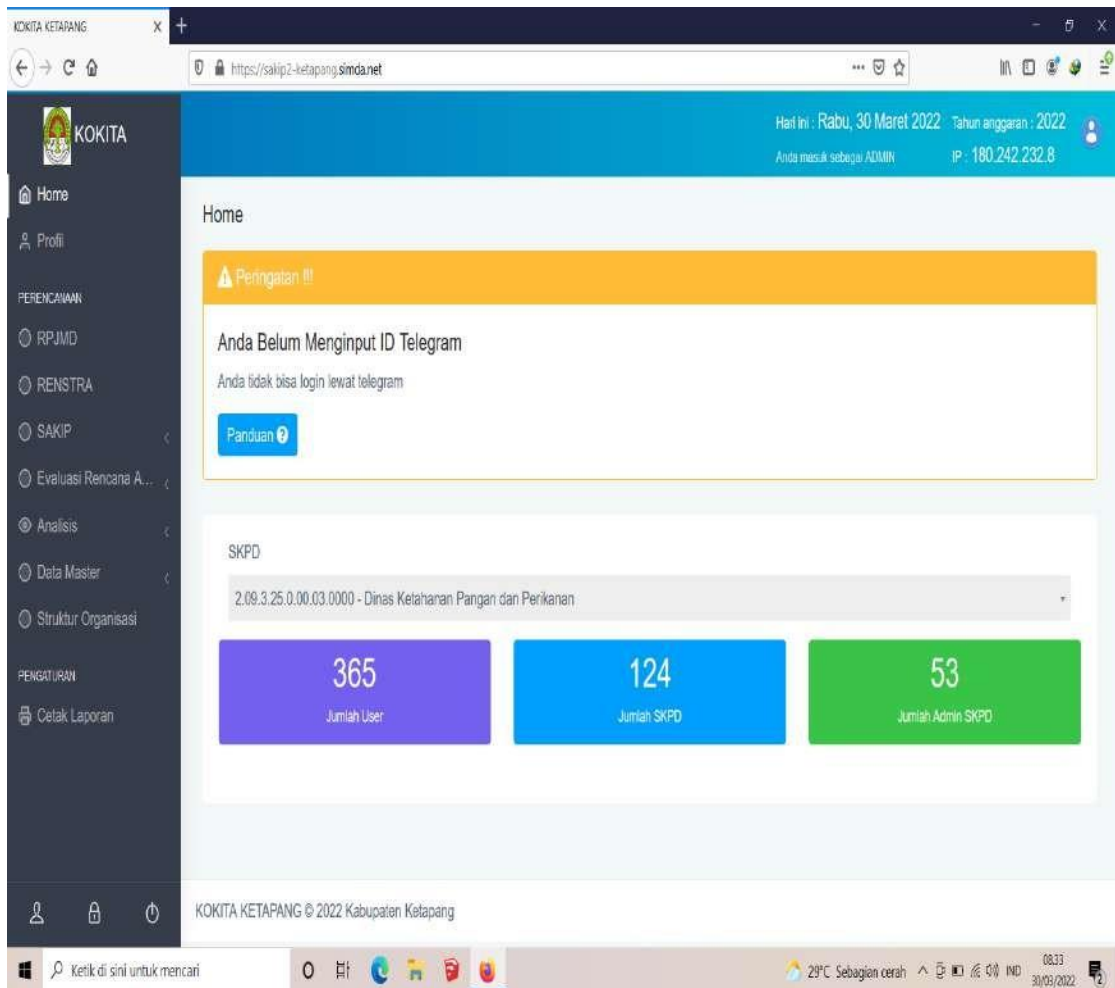 KOKITA KETAPANG
https://sakip2-ketapang.simda.net
KOKITA
Hari ini : Rabu, 30 Maret 2022 Tahun anggaran : 2022
Anda masuk sebagai ADMIN IP : 180.242.232.8
Home
Profil
PERENCANAAN
RPJMD
RENSTRA
SAKIP
Evaluasi Rencana A...
Analisis
Data Master
Struktur Organisasi
PENGATURAN
Cetak Laporan
Home
Peringatan !!!
Anda Belum Menginput ID Telegram
Anda tidak bisa login lewat telegram
Panduan
SKPD
2.09.3.25.0.00.03.0000 - Dinas Ketahanan Pangan dan Perikanan
365
Jumlah User
124
Jumlah SKPD
53
Jumlah Admin SKPD
KOKITA KETAPANG © 2022 Kabupaten Ketapang
Ketik di sini untuk mencari
29°C Sebagian cerah
IND
08.33
30/03/2022
2